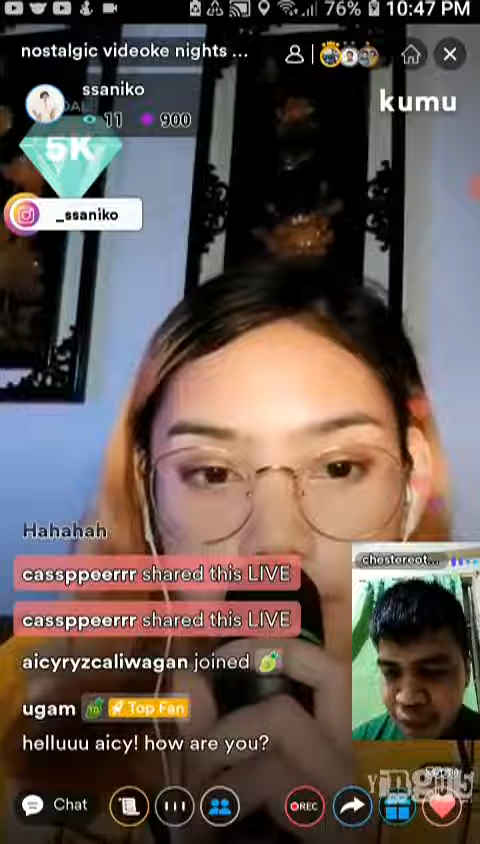 76% 10:47 PM
nostalgic videoke nights ...
ssaniko
11 900
kumu
5K
_ssaniko
Hahahah
cassppeerrr shared this LIVE
cassppeerrr shared this LIVE
chesteroot...
aicyryzcaliwagan joined
ugam Top Fan
helluuu aicy! how are you?
Chat
REC